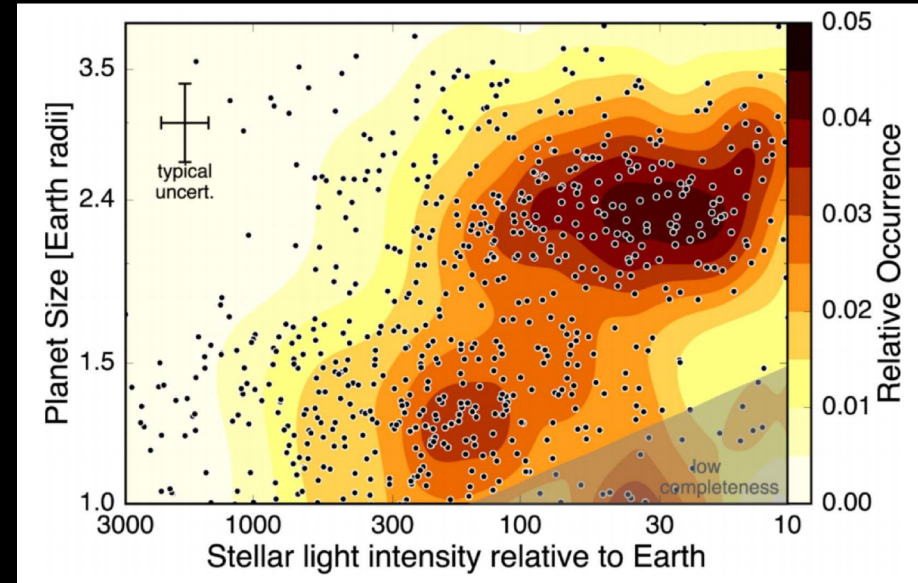 3.5
2.4
1.5
1.0
Planet Size [Earth radii]
typical
uncert.
low
completeness
3000 1000 300 100 30 10
Stellar light intensity relative to Earth
0.05
0.04
0.03
0.02
0.01
0.00
Relative Occurrence